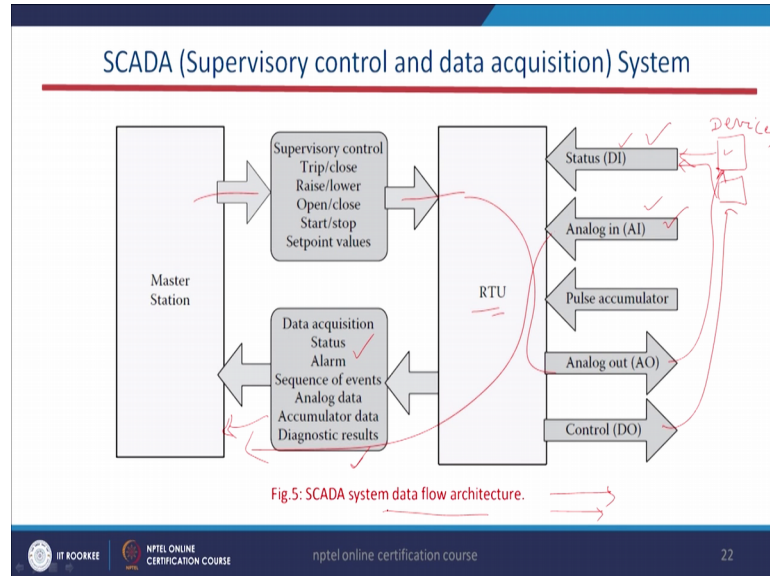 SCADA (Supervisory control and data acquisition) System
Device
Supervisory control
Trip/close
Raise/lower
Open/close
Start/stop
Setpoint values
Master
Station
Data acquisition
Status
Alarm
Sequence of events
Analog data
Accumulator data
Diagnostic results
RTU
Status (DI)
Analog in (AI)
Pulse accumulator
Analog out (AO)
Control (DO)
Fig.5: SCADA system data flow architecture.
IIT ROORKEE
NPTEL ONLINE
CERTIFICATION COURSE
nptel online certification course
22